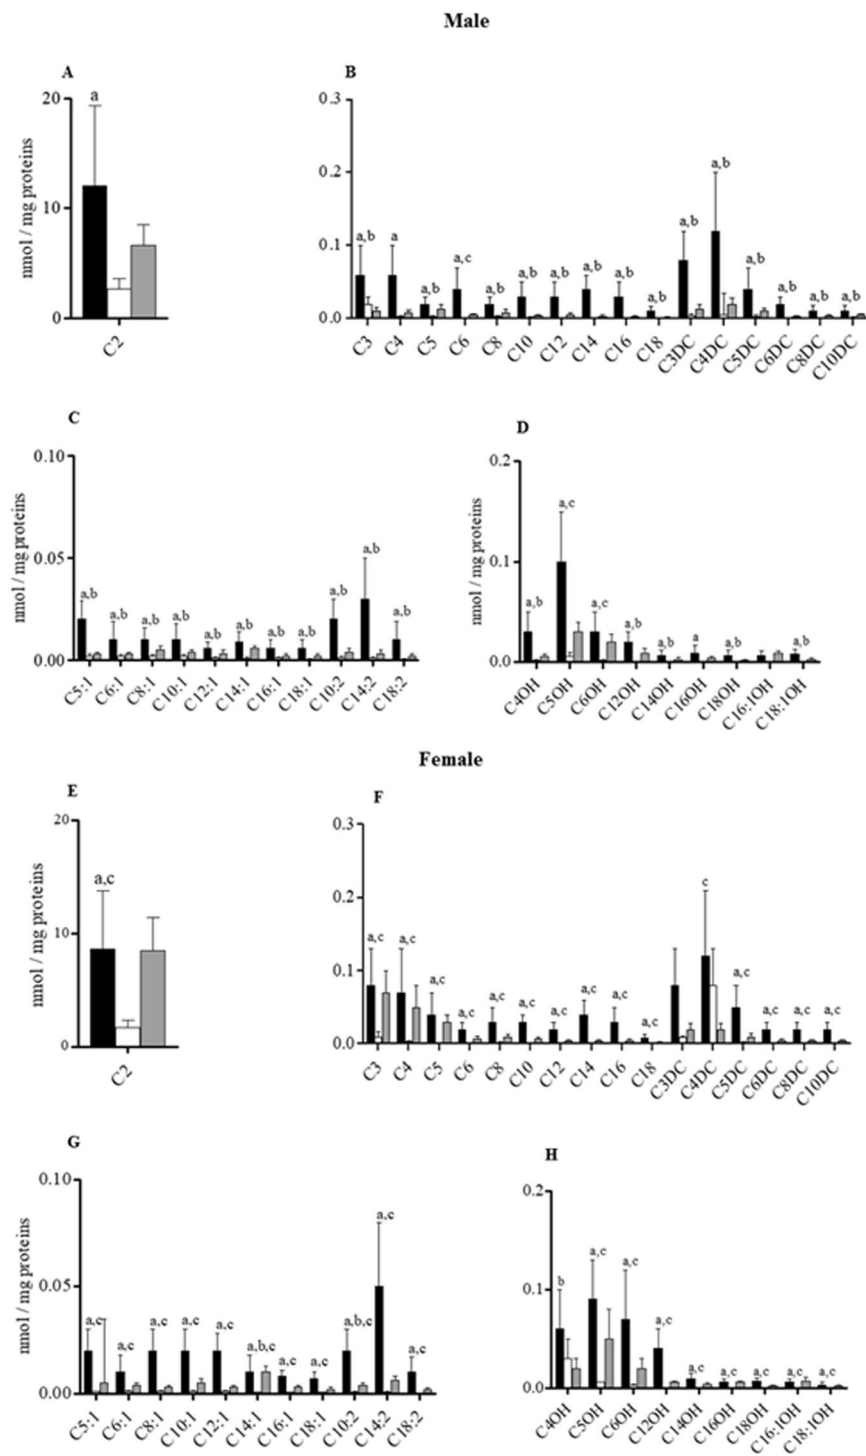 Male
A
a
20
10
0
nmol / mg proteins
C2
B
0.3
0.2
0.1
0.0
a,b a a,b a,c a,b a,b a,b a,b a,b a,b a,b a,b a,b a,b a,b a,b
C3 C4 C5 C6 C8 C10 C12 C14 C16 C18 C3DC C4DC C5DC C6DC C8DC C10DC
C
0.10
0.05
0.00
nmol / mg proteins
a,b a,b a,b a,b a,b a,b a,b a,b a,b a,b a,b
C5:1 C6:1 C8:1 C10:1 C12:1 C14:1 C16:1 C18:1 C10:2 C14:2 C18:2
D
0.2
0.1
0.0
nmol / mg proteins
a,b a,c a,c a,b a,b a a,b a,b
C4OH C5OH C6OH C12OH C14OH C16OH C18OH C16:1OH C18:1OH
Female
E
20
10
0
nmol / mg proteins
a,c
C2
F
0.3
0.2
0.1
0.0
a,c a,c a,c a,c a,c a,c a,c a,c a,c a,c c a,c a,c a,c a,c
C3 C4 C5 C6 C8 C10 C12 C14 C16 C18 C3DC C4DC C5DC C6DC C8DC C10DC
G
0.10
0.05
0.00
nmol / mg proteins
a,c a,c a,c a,c a,c a,b,c a,c a,c a,b,c a,c a,c
C5:1 C6:1 C8:1 C10:1 C12:1 C14:1 C16:1 C18:1 C10:2 C14:2 C18:2
H
0.2
0.1
0.0
nmol / mg proteins
b a,c a,c a,c a,c a,c a,c a,c a,c
C4OH C5OH C6OH C12OH C14OH C16OH C18OH C16:1OH C18:1OH